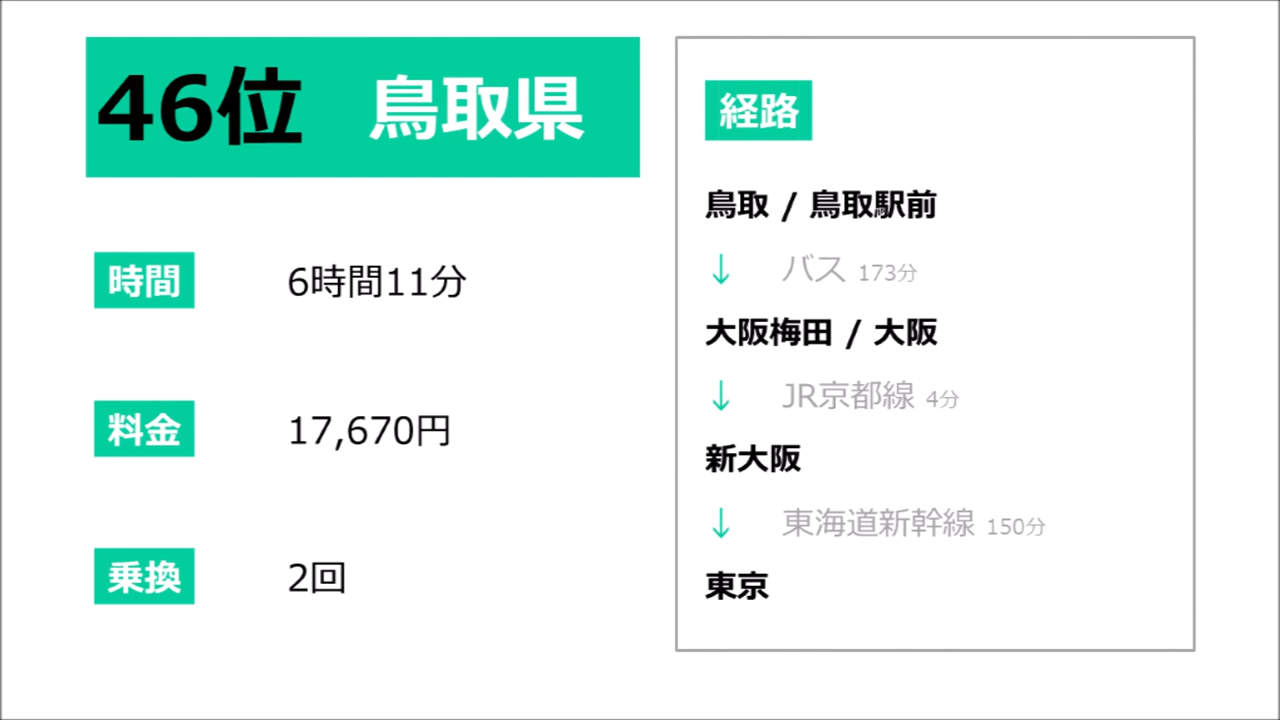 46位 鳥取県
時間 6時間11分
料金 17,670円
乗換 2回
経路
鳥取 / 鳥取駅前
↓ バス 173分
大阪梅田 / 大阪
↓ JR京都線 4分
新大阪
↓ 東海道新幹線 150分
東京